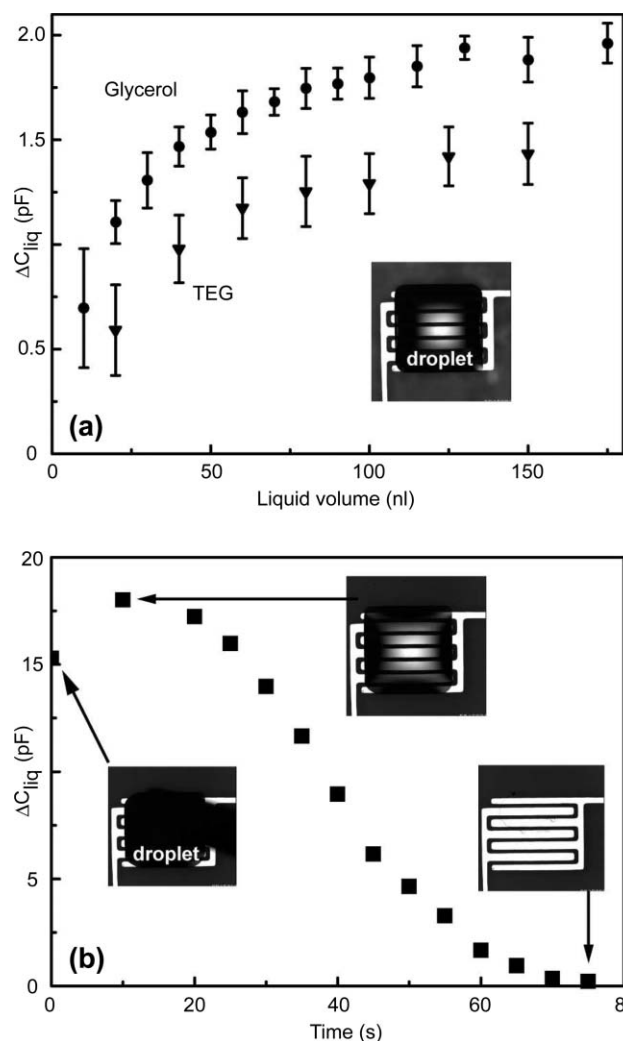 2.0
Glycerol
1.5
ΔC_liq (pF)
1.0
TEG
0.5
droplet
(a)
0
0 50 100 150
Liquid volume (nl)
20
15
ΔC_liq (pF)
10
droplet
5
(b)
0
0 20 40 60 8
Time (s)